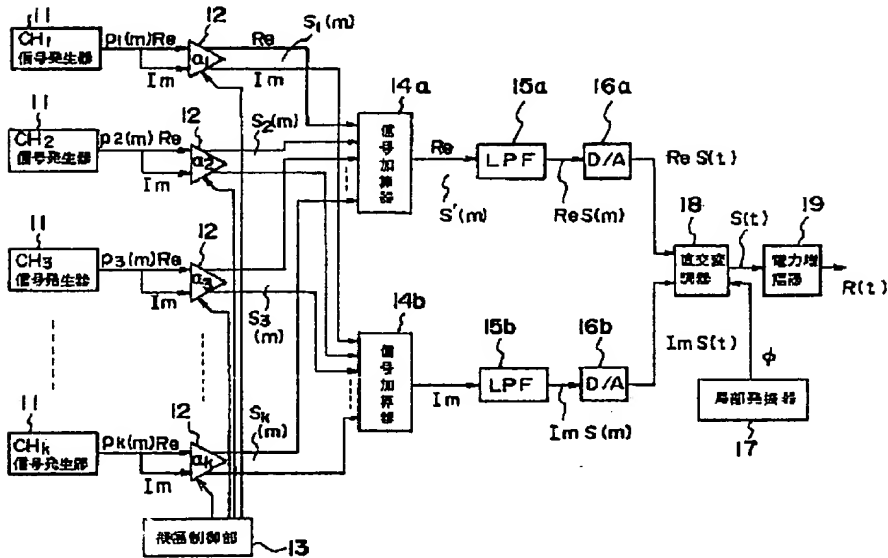 11
CH1
信号発生器
p1(m)Re
Im
12
α1
Re
Im
S1(m)
11
CH2
信号発生器
p2(m)Re
Im
12
α2
S2(m)
11
CH3
信号発生器
p3(m)Re
Im
12
α3
S3
(m)
11
CHk
信号発生器
pk(m)Re
Im
12
αk
Sk
(m)
振幅制御部
13
14a
信号加算器
Re
S'(m)
15a
LPF
ReS(m)
16a
D/A
ReS(t)
14b
信号加算器
Im
15b
LPF
ImS(m)
16b
D/A
ImS(t)
18
直交変
調器
S(t)
19
電力増
幅器
R(t)
φ
局部発振器
17